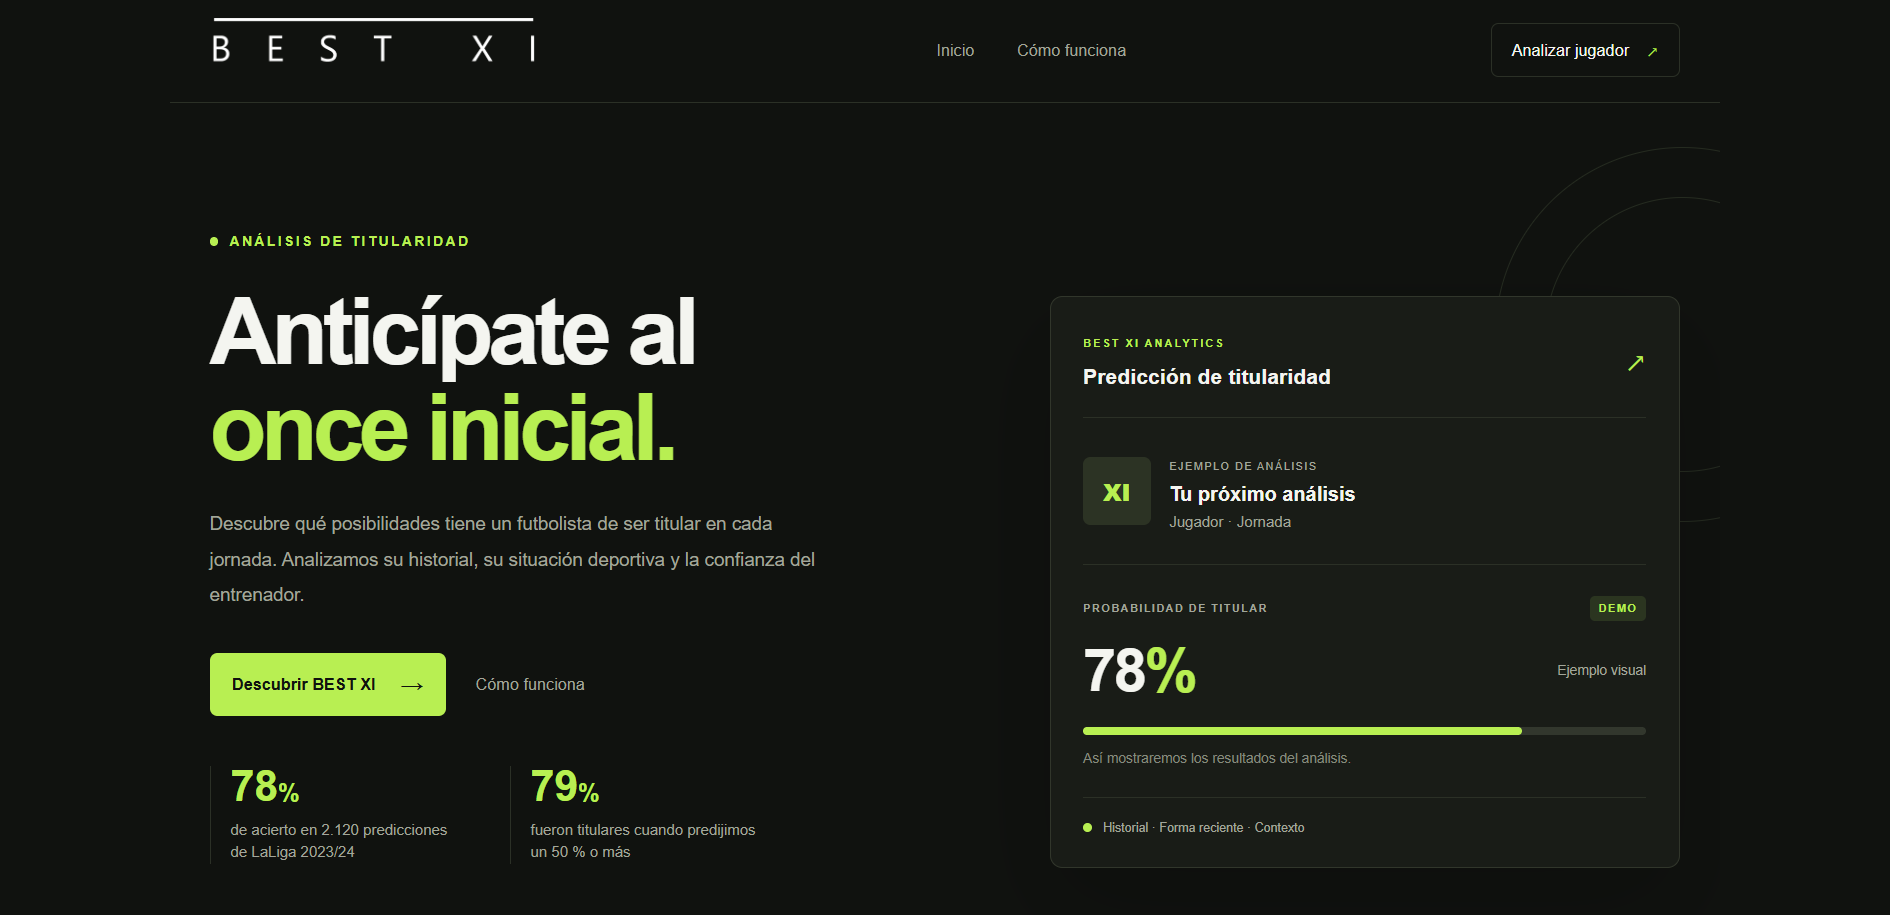 BEST XI
Inicio
Cómo funciona
Analizar jugador ↗
ANÁLISIS DE TITULARIDAD
Anticípate al
once inicial.
Descubre qué posibilidades tiene un futbolista de ser titular en cada
jornada. Analizamos su historial, su situación deportiva y la confianza del
entrenador.
Descubrir BEST XI →
Cómo funciona
78%
de acierto en 2.120 predicciones
de LaLiga 2023/24
79%
fueron titulares cuando predijimos
un 50 % o más
BEST XI ANALYTICS
Predicción de titularidad
↗
XI
EJEMPLO DE ANÁLISIS
Tu próximo análisis
Jugador · Jornada
PROBABILIDAD DE TITULAR
DEMO
78%
Ejemplo visual
Así mostraremos los resultados del análisis.
Historial · Forma reciente · Contexto